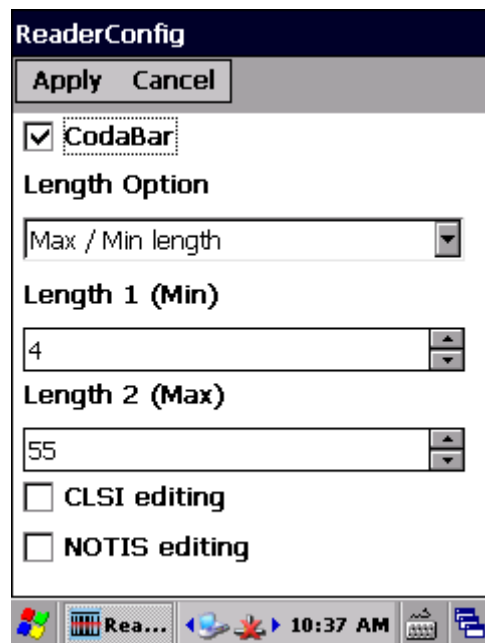 ReaderConfig
Apply Cancel
CodaBar
Length Option
Max / Min length
Length 1 (Min)
4
Length 2 (Max)
55
CLSI editing
NOTIS editing
Rea... 10:37 AM